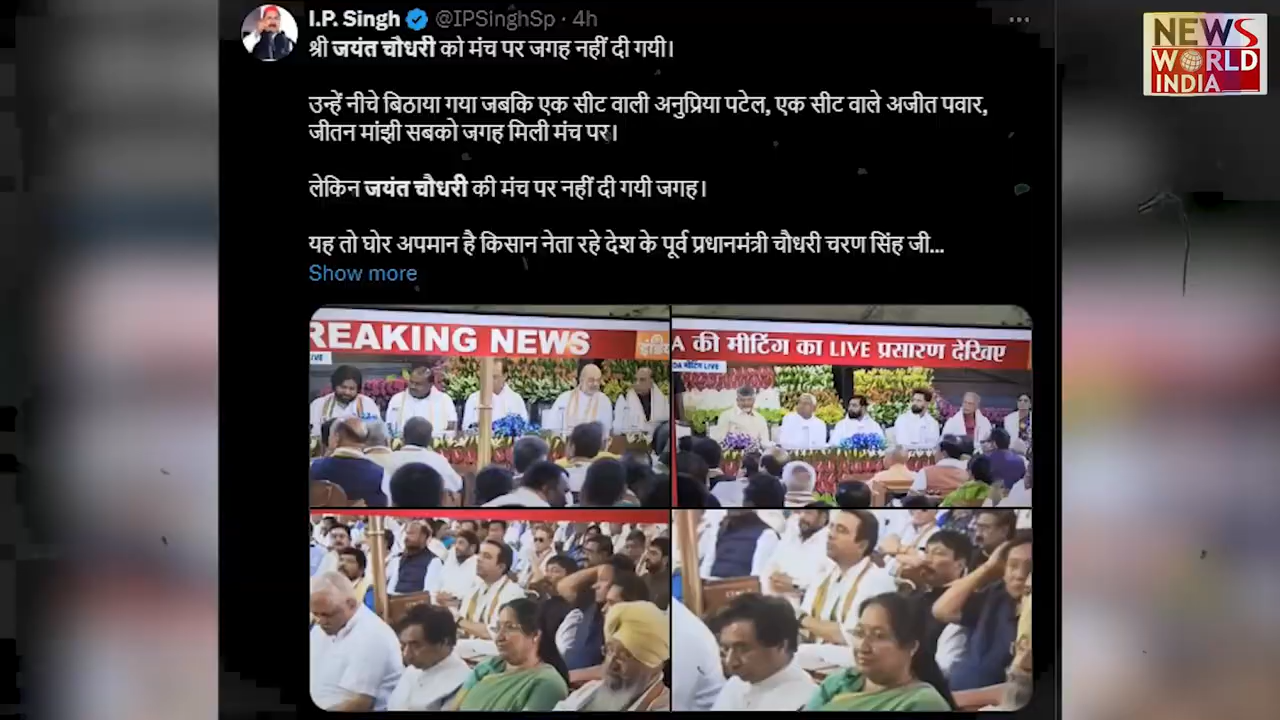 I.P. Singh @IPSinghSp · 4h
श्री जयंत चौधरी को मंच पर जगह नहीं दी गयी।
उन्हें नीचे बिठाया गया जबकि एक सीट वाली अनुप्रिया पटेल, एक सीट वाले अजीत पवार,
जीतन मांझी सबको जगह मिली मंच पर।
लेकिन जयंत चौधरी की मंच पर नहीं दी गयी जगह।
यह तो घोर अपमान है किसान नेता रहे देश के पूर्व प्रधानमंत्री चौधरी चरण सिंह जी...
Show more
NEWS
WORLD
INDIA
REAKING NEWS
IVE
A की मीटिंग का LIVE प्रसारण देखिए
DA मीटिंग LIVE